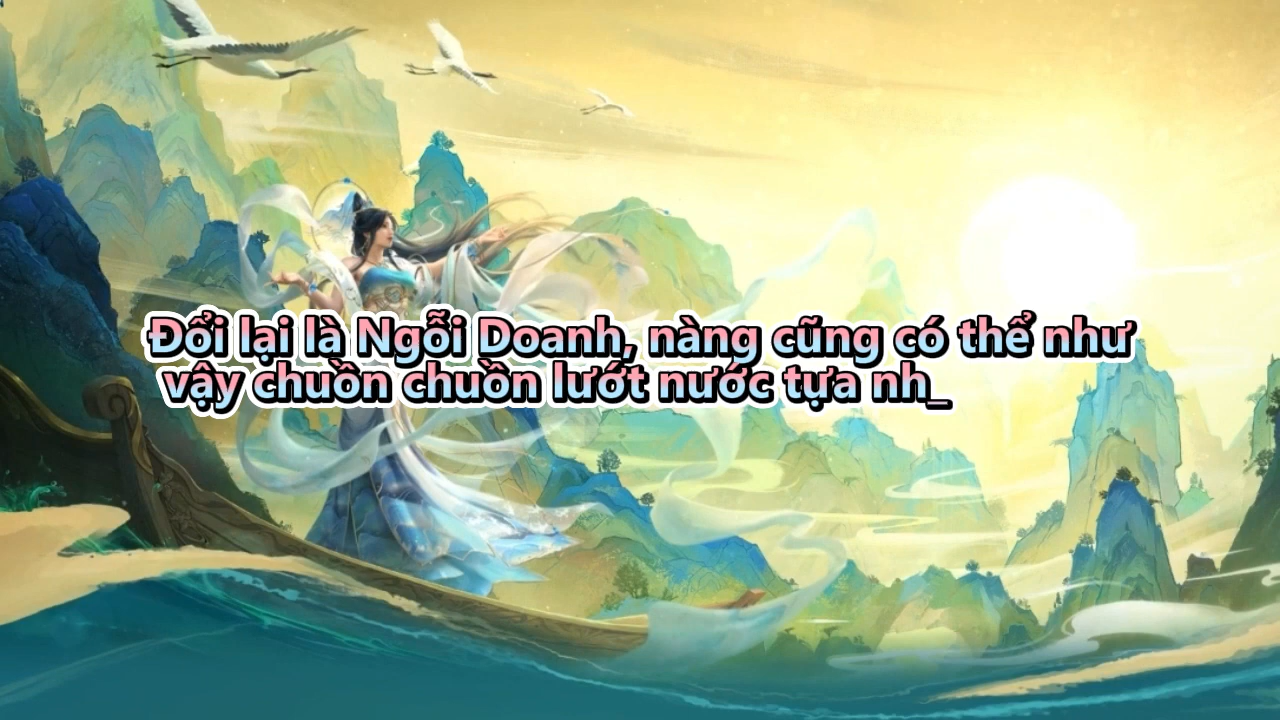 Đổi lại là Ngỗi Doanh, nàng cũng có thể như
vậy chuồn chuồn lướt nước tựa nh_